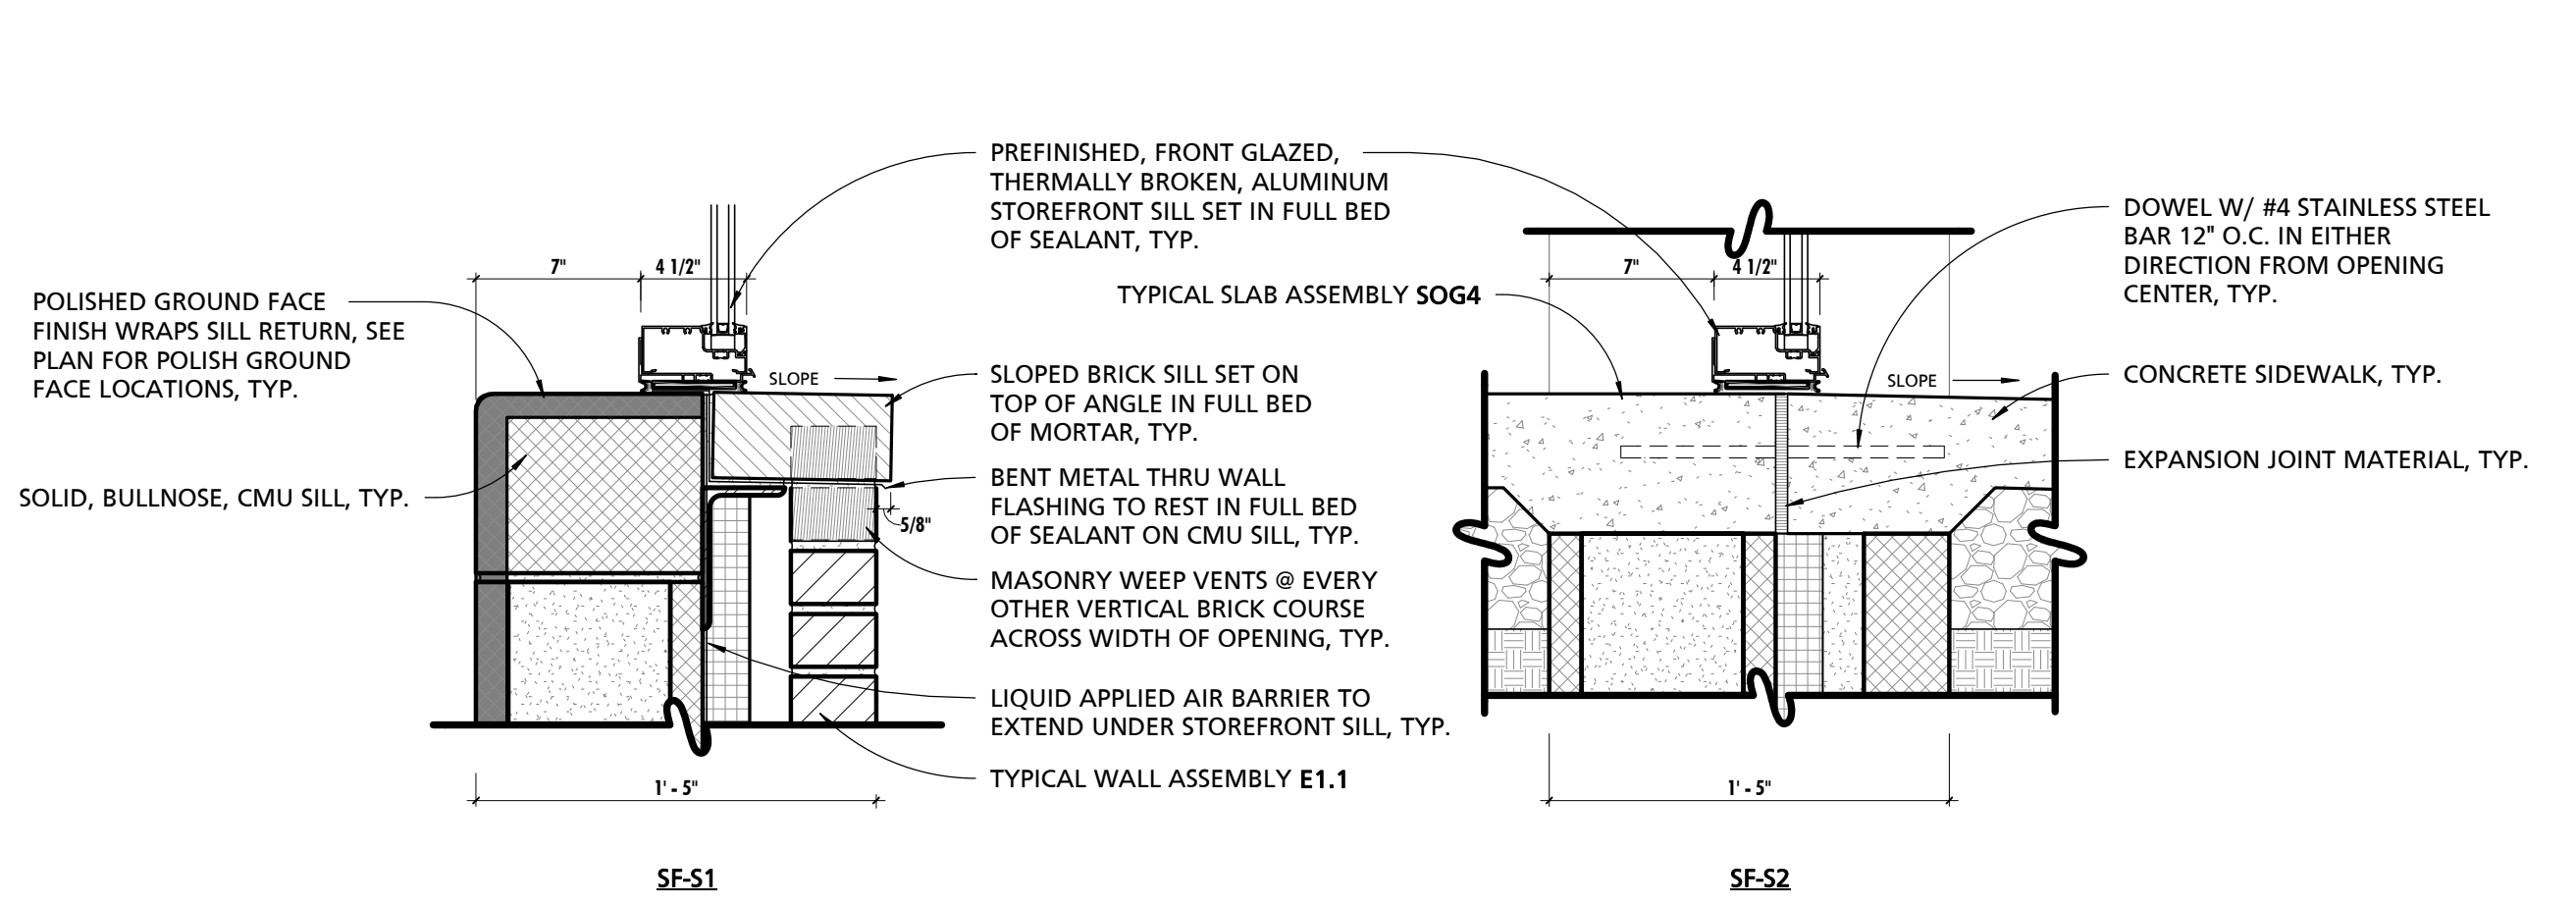 PREFINISHED, FRONT GLAZED,
THERMALLY BROKEN, ALUMINUM
STOREFRONT SILL SET IN FULL BED
OF SEALANT, TYP.
7"
4 1/2"
POLISHED GROUND FACE
FINISH WRAPS SILL RETURN, SEE
PLAN FOR POLISH GROUND
FACE LOCATIONS, TYP.
SOLID, BULLNOSE, CMU SILL, TYP.
SLOPE
SLOPED BRICK SILL SET ON
TOP OF ANGLE IN FULL BED
OF MORTAR, TYP.
BENT METAL THRU WALL
FLASHING TO REST IN FULL BED
OF SEALANT ON CMU SILL, TYP.
5/8"
MASONRY WEEP VENTS @ EVERY
OTHER VERTICAL BRICK COURSE
ACROSS WIDTH OF OPENING, TYP.
LIQUID APPLIED AIR BARRIER TO
EXTEND UNDER STOREFRONT SILL, TYP.
TYPICAL WALL ASSEMBLY E1.1
1' - 5"
SF-S1
TYPICAL SLAB ASSEMBLY SOG4
7"
4 1/2"
DOWEL W/ #4 STAINLESS STEEL
BAR 12" O.C. IN EITHER
DIRECTION FROM OPENING
CENTER, TYP.
SLOPE
CONCRETE SIDEWALK, TYP.
EXPANSION JOINT MATERIAL, TYP.
1' - 5"
SF-S2